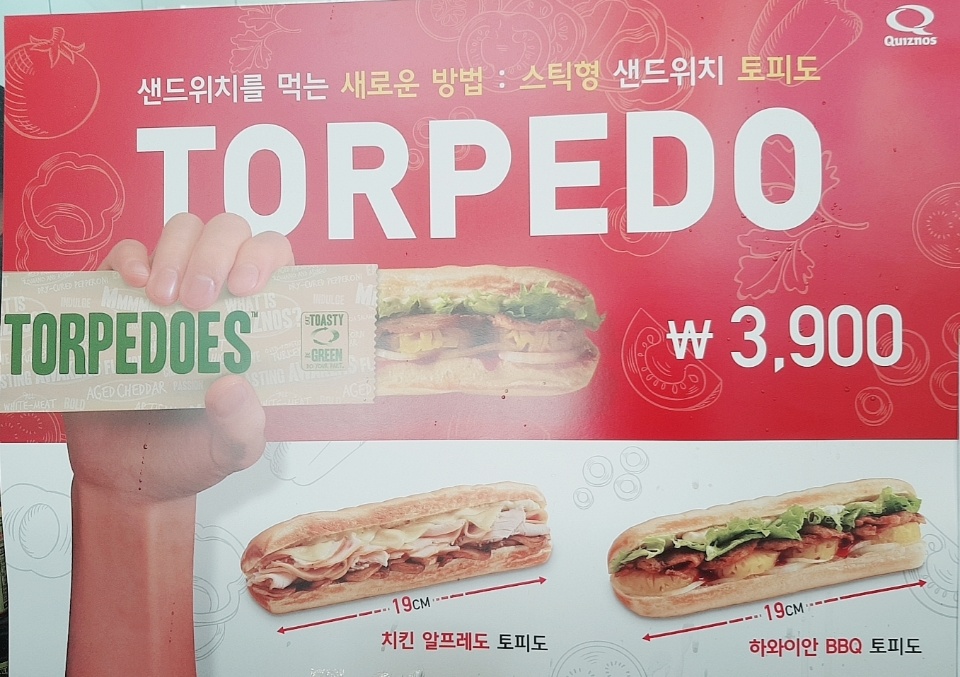 Quiznos
샌드위치를 먹는 새로운 방법 : 스틱형 샌드위치 토피도
TORPEDO
TORPEDOES™
TOASTY
GREEN
AGED CHEDDAR
₩ 3,900
19CM
19CM
치킨 알프레도 토피도
하와이안 BBQ 토피도